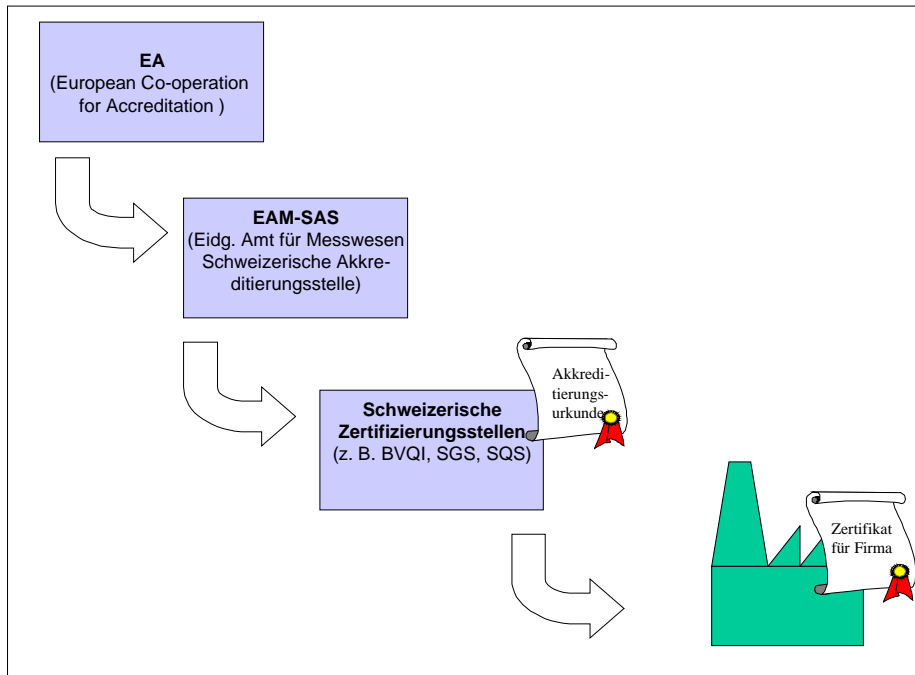 EA
(European Co-operation
for Accreditation )
EAM-SAS
(Eidg. Amt für Messwesen
Schweizerische Akkre-
ditierungsstelle)
Akkredi-
tierungs-
urkunde
Schweizerische
Zertifizierungsstellen
(z. B. BVQI, SGS, SQS)
Zertifikat
für Firma